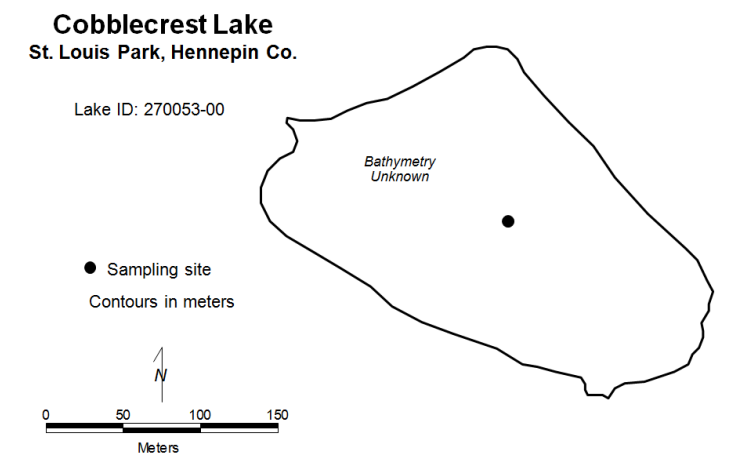 Cobblecrest Lake
St. Louis Park, Hennepin Co.
Lake ID: 270053-00
Bathymetry
Unknown
Sampling site
Contours in meters
N
0 50 100 150
Meters